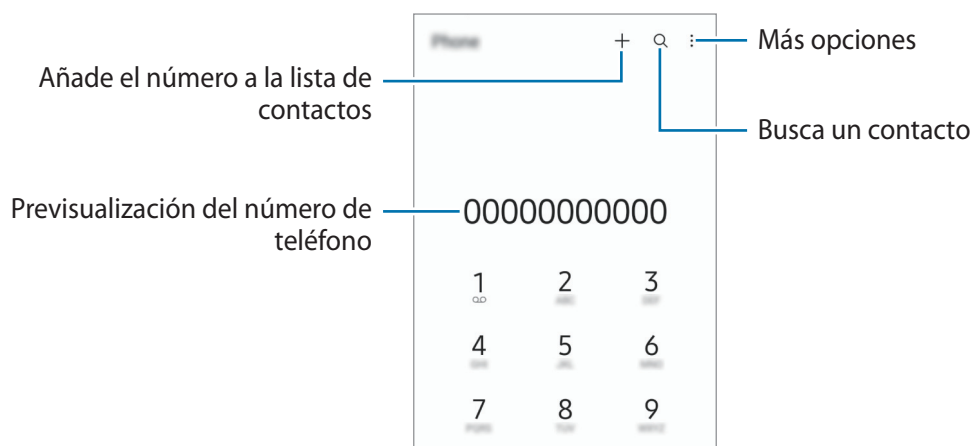 Phone
Más opciones
Añade el número a la lista de
contactos
Busca un contacto
Previsualización del número de
teléfono
00000000000
1 2 3
ABC DEF
4 5 6
GHI JKL MNO
7 8 9
PQRS TUV WXYZ